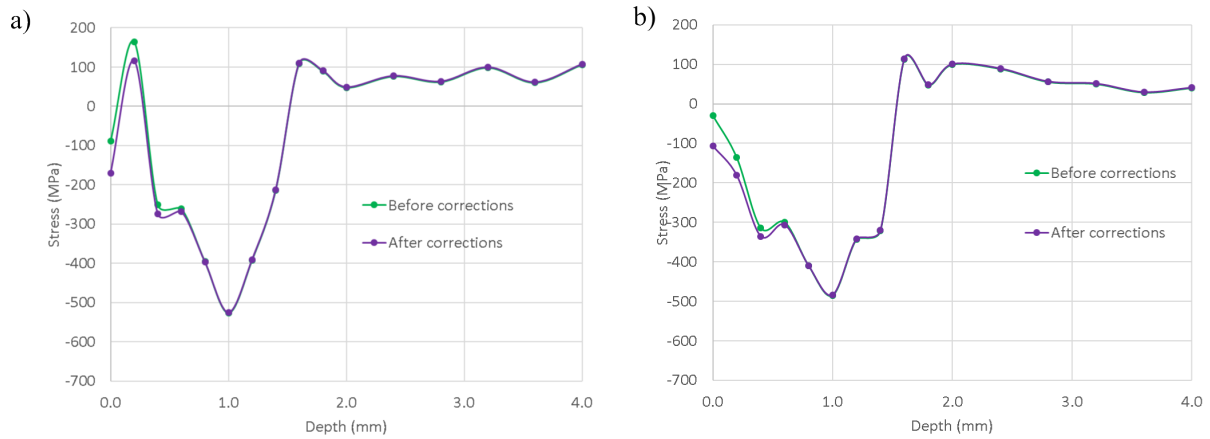 a)
200
100
0
-100
-200
-300
-400
-500
-600
-700
Stress (MPa)
Before corrections
After corrections
0.0 1.0 2.0 3.0 4.0
Depth (mm)
b)
200
100
0
-100
-200
-300
-400
-500
-600
-700
Stress (MPa)
Before corrections
After corrections
0.0 1.0 2.0 3.0 4.0
Depth (mm)